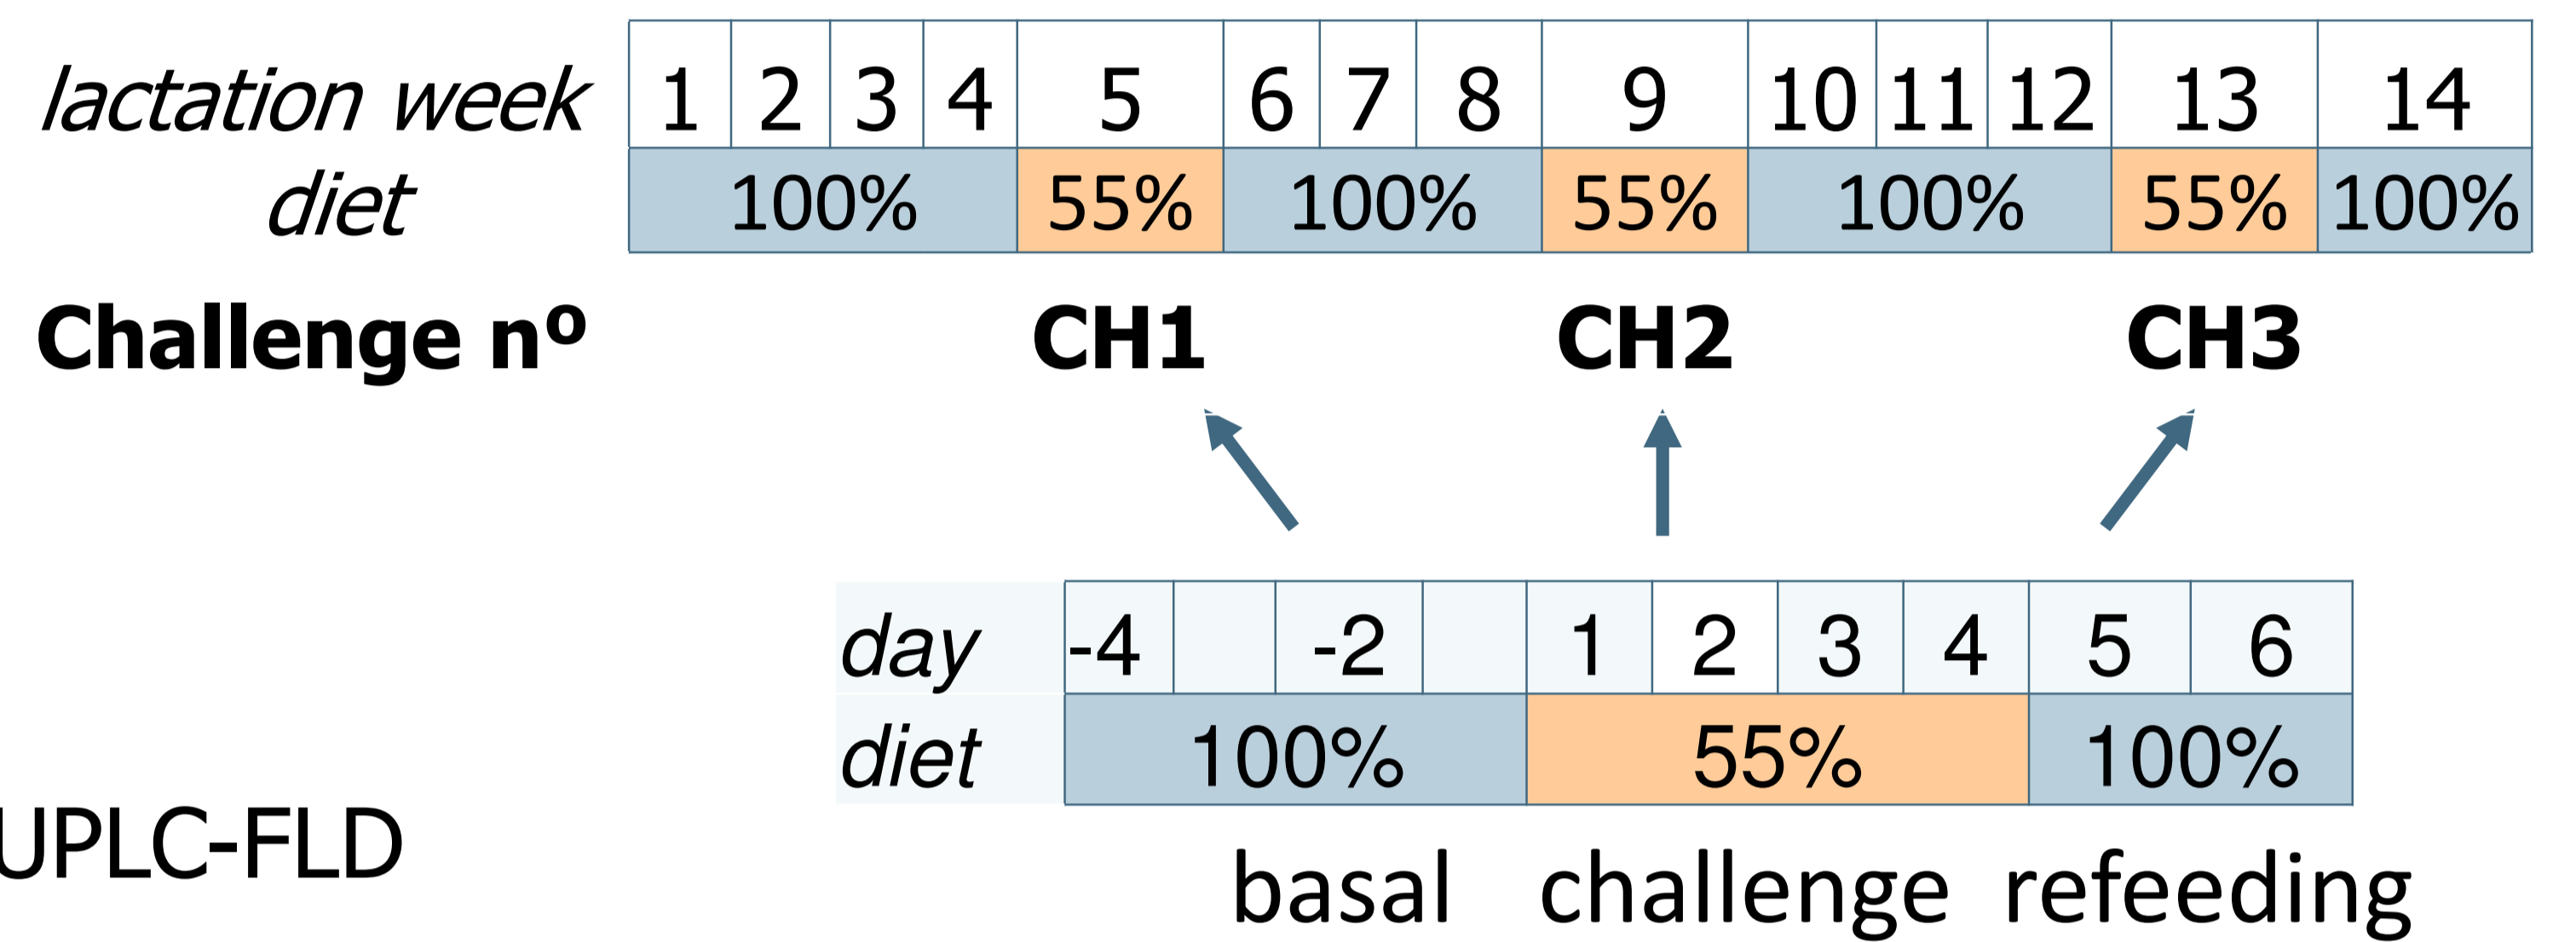 lactation week 1 2 3 4 5 6 7 8 9 10 11 12 13 14
diet 100% 55% 100% 55% 100% 55% 100%
Challenge nº CH1 CH2 CH3
day -4 -2 1 2 3 4 5 6
diet 100% 55% 100%
UPLC-FLD
basal challenge refeeding